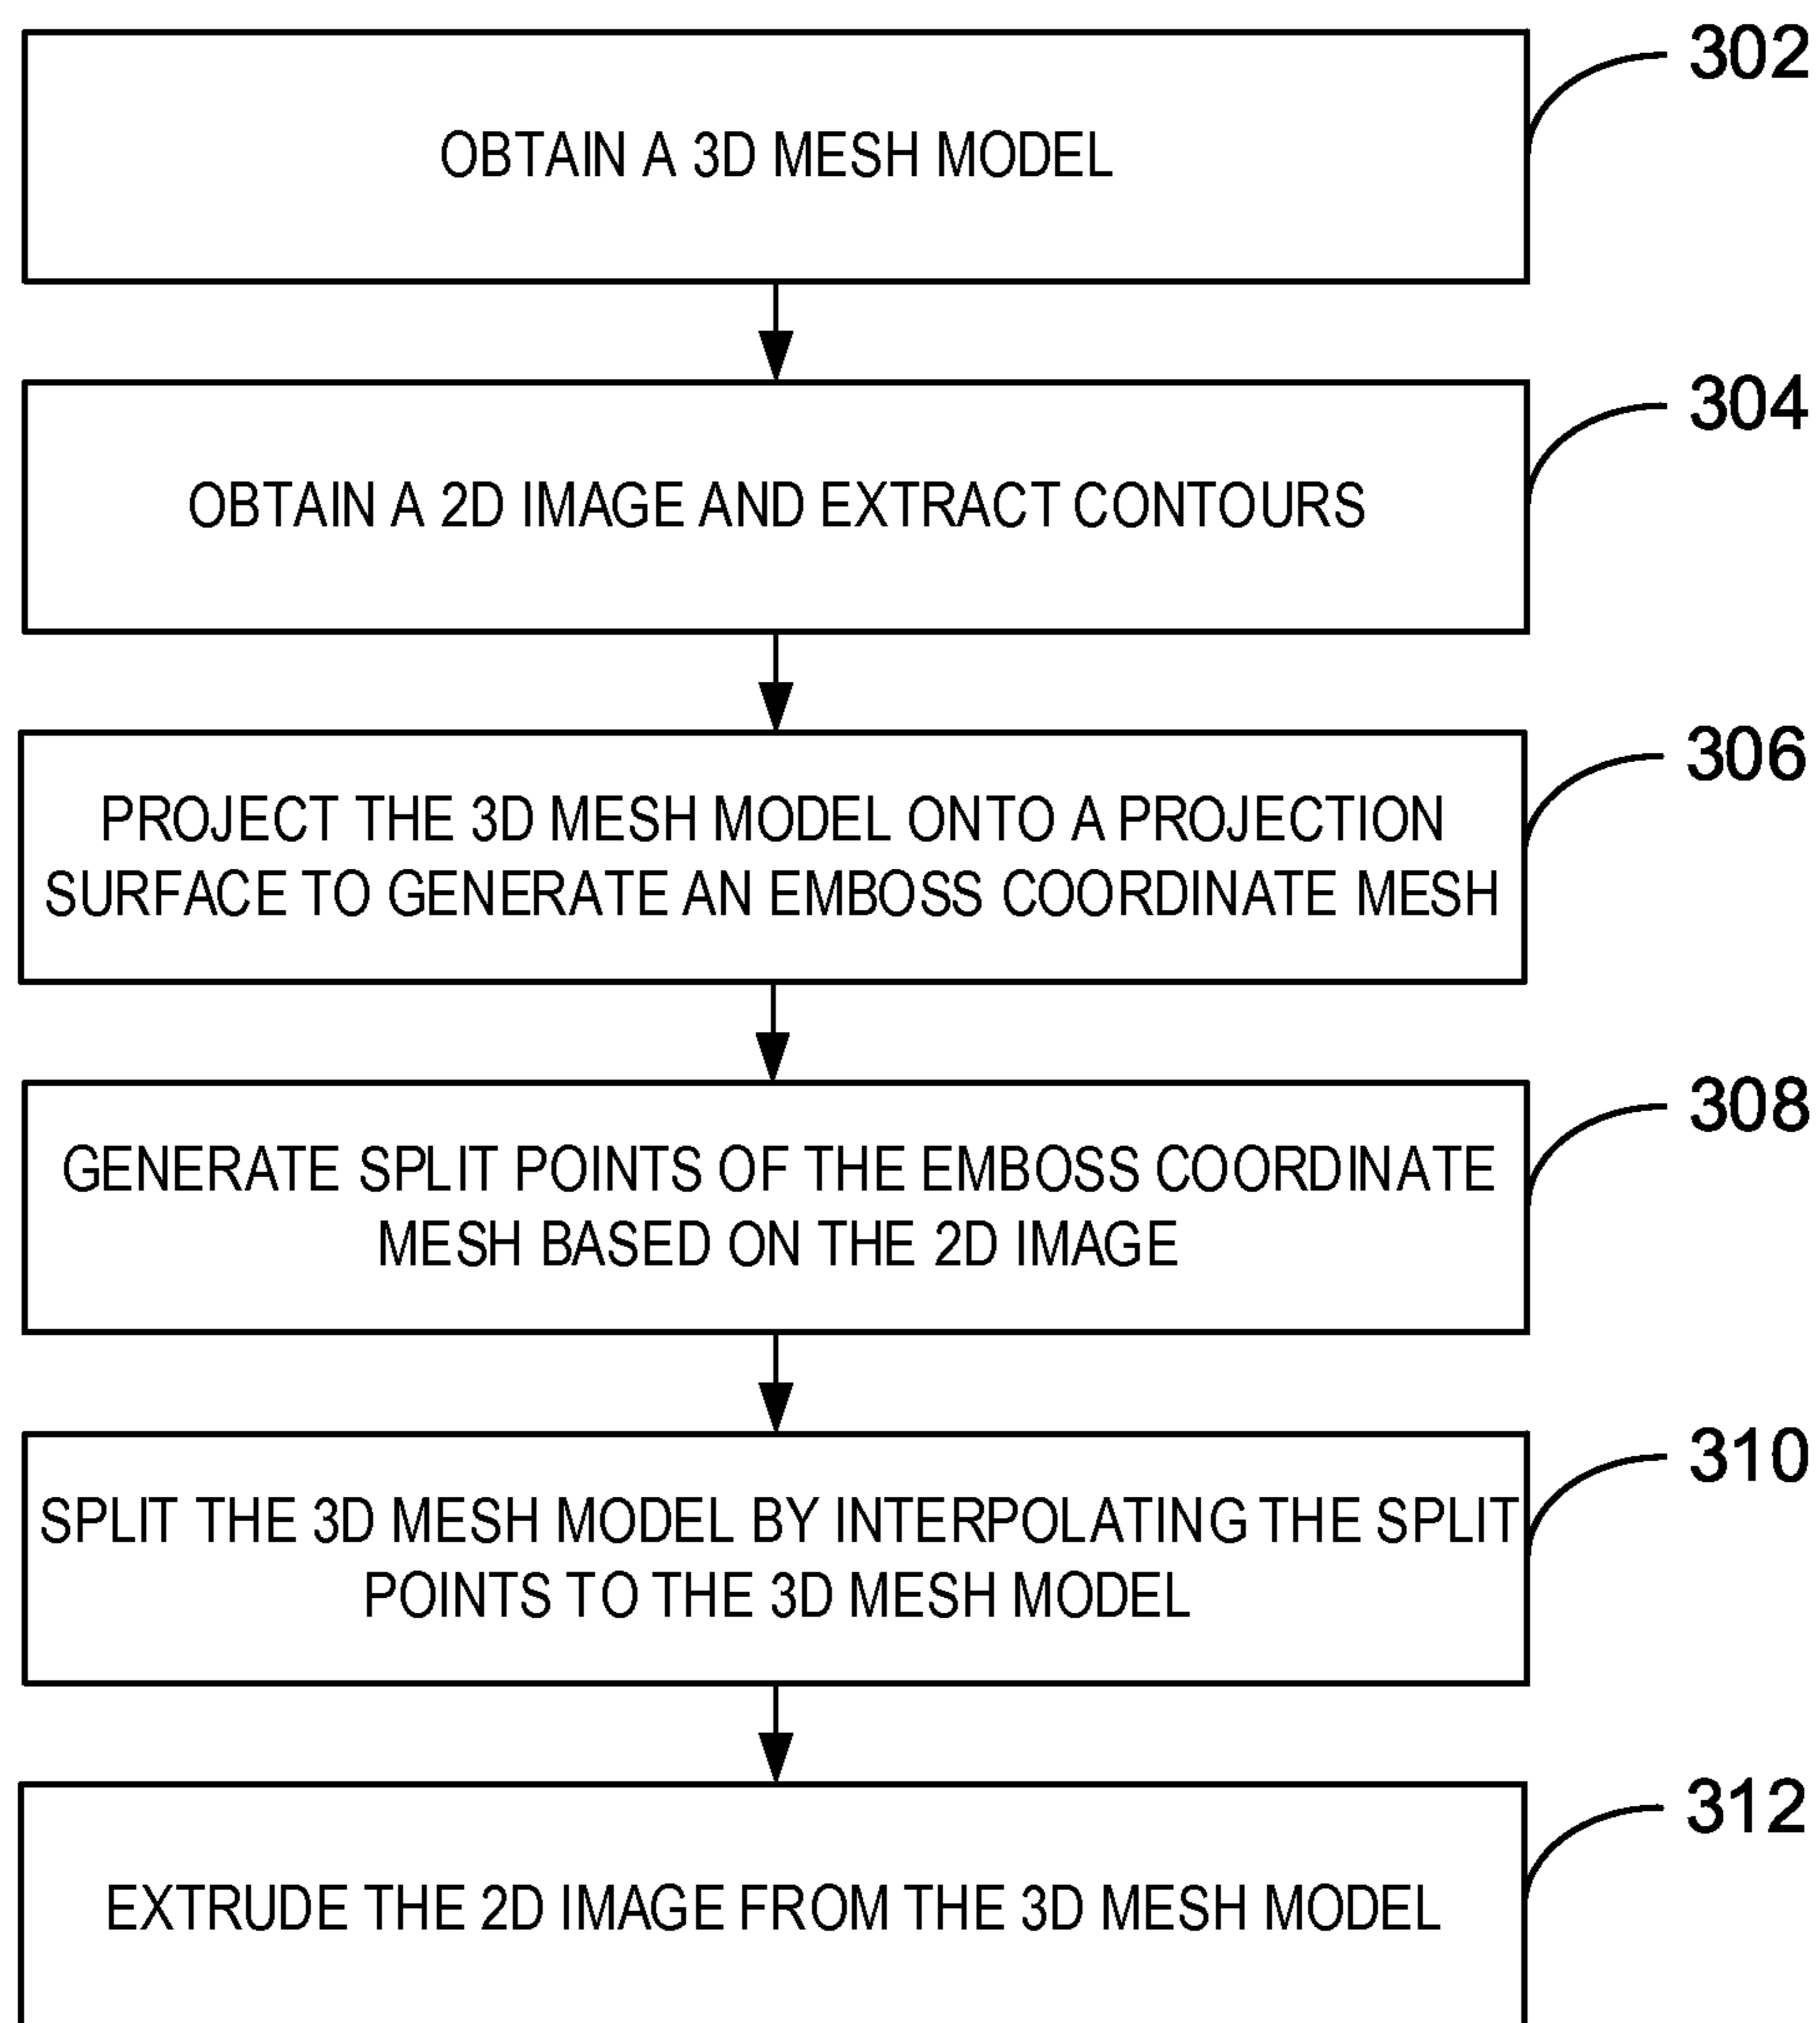 302
OBTAIN A 3D MESH MODEL
304
OBTAIN A 2D IMAGE AND EXTRACT CONTOURS
306
PROJECT THE 3D MESH MODEL ONTO A PROJECTION
SURFACE TO GENERATE AN EMBOSS COORDINATE MESH
308
GENERATE SPLIT POINTS OF THE EMBOSS COORDINATE
MESH BASED ON THE 2D IMAGE
310
SPLIT THE 3D MESH MODEL BY INTERPOLATING THE SPLIT
POINTS TO THE 3D MESH MODEL
312
EXTRUDE THE 2D IMAGE FROM THE 3D MESH MODEL